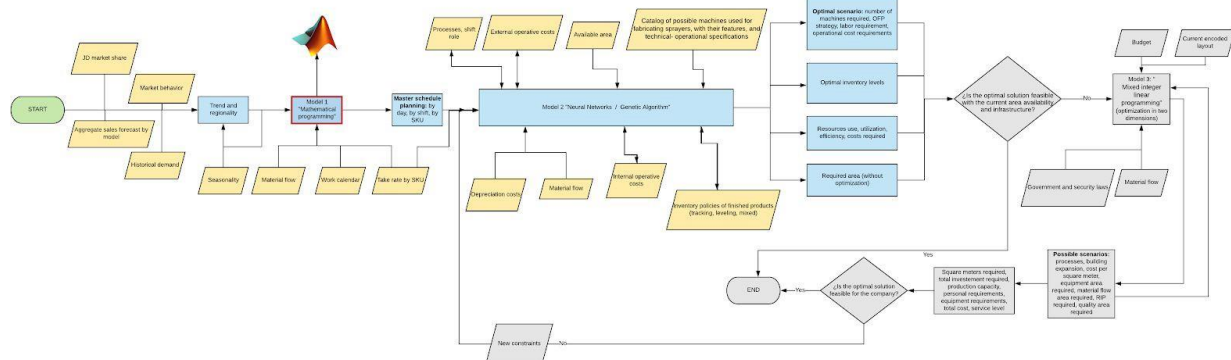 START
JD market share
Market behavior
Aggregate sales forecast by
model
Historical demand
Trend and
regionality
Seasonality
Model 1
"Mathematical
programming"
Material flow
Work calendar
Take rate by SKU
Master schedule
planning: by
day, by shift, by
SKU
Processes, shift
role
External operative costs
Available area
Catalog of possible machines used for
fabricating sprayers, with their features, and
technical- operational specifications
Model 2 "Neural Networks / Genetic Algorithm"
Depreciation costs
Material flow
Internal operative
costs
Inventory policies of finished products
(tracking, leveling, mixed)
Optimal scenario: number of
machines required, OFP
strategy, labor requirement,
operational cost requirements
Optimal inventory levels
Resources use, utilization,
efficiency, costs required
Required area (without
optimization)
¿Is the optimal solution feasible
with the current area availability
and infrastructure?
No
Yes
Budget
Current encoded
layout
Model 3: "
Mixed integer
linear
programming"
(optimization in two
dimensions)
Government and security laws
Material flow
Possible scenarios:
processes, building
expansion, cost per
square meter,
equipment area
required, material flow
area required, RIP
required, quality area
required
Square meters required,
total investement required,
production capacity,
personal requirements,
equipment requirements,
total cost, service level
¿Is the optimal solution
feasible for the company?
Yes
END
No
New constraints